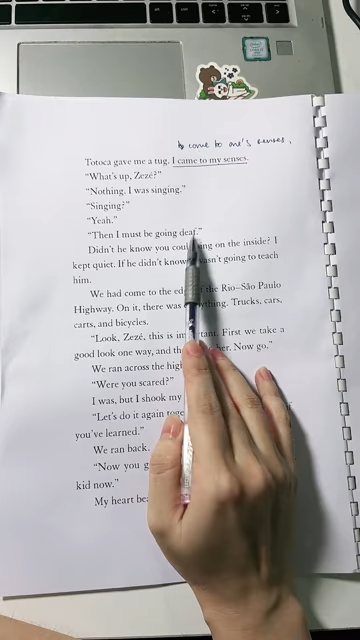 to come to one's senses.
Totoca gave me a tug. I came to my senses.
"What's up, Zezé?"
"Nothing. I was singing."
"Singing?"
"Yeah."
"Then I must be going deaf."
Didn't he know you could sing on the inside? I
kept quiet. If he didn't know wasn't going to teach
him.
We had come to the edge of the Rio–São Paulo
Highway. On it, there was everything. Trucks, cars,
carts, and bicycles.
"Look, Zezé, this is important. First we take a
good look one way, and then other. Now go."
We ran across the
"Were you scared?"
I was, but I shook my
"Let's do it again
you've learned."
We ran back.
"Now you
kid now."
My heart